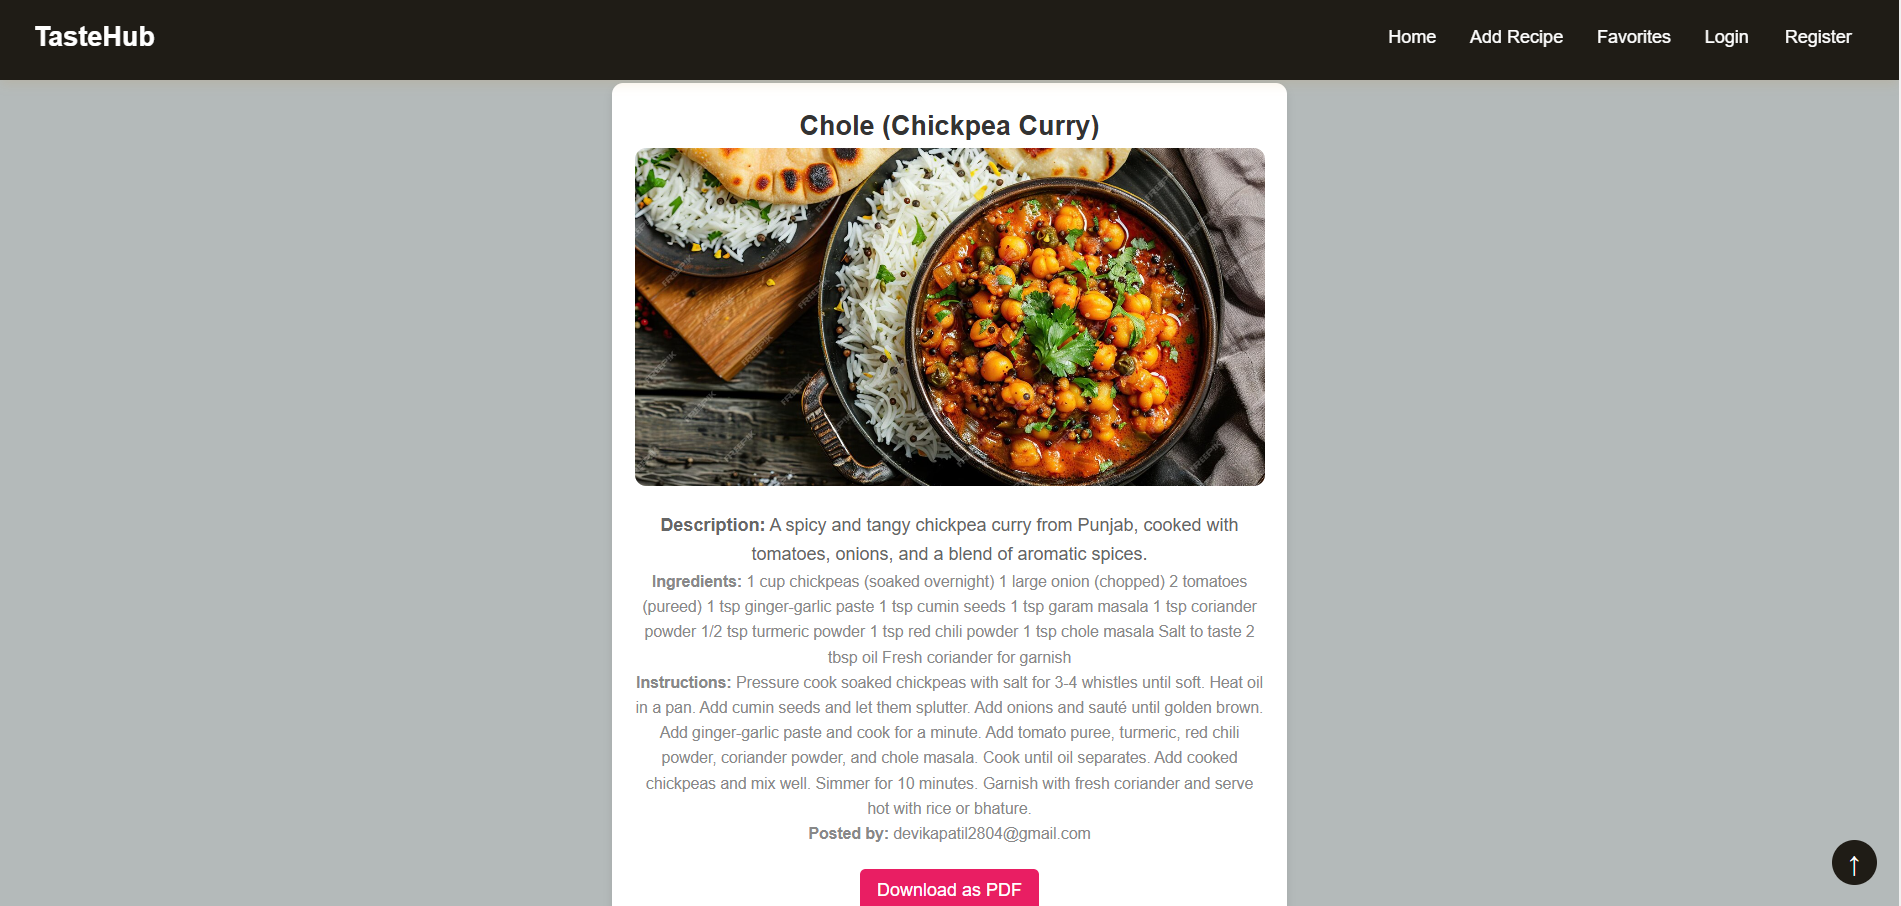 TasteHub
Home Add Recipe Favorites Login Register
Chole (Chickpea Curry)
FREEPIK
Description: A spicy and tangy chickpea curry from Punjab, cooked with
tomatoes, onions, and a blend of aromatic spices.
Ingredients: 1 cup chickpeas (soaked overnight) 1 large onion (chopped) 2 tomatoes
(pureed) 1 tsp ginger-garlic paste 1 tsp cumin seeds 1 tsp garam masala 1 tsp coriander
powder 1/2 tsp turmeric powder 1 tsp red chili powder 1 tsp chole masala Salt to taste 2
tbsp oil Fresh coriander for garnish
Instructions: Pressure cook soaked chickpeas with salt for 3-4 whistles until soft. Heat oil
in a pan. Add cumin seeds and let them splutter. Add onions and sauté until golden brown.
Add ginger-garlic paste and cook for a minute. Add tomato puree, turmeric, red chili
powder, coriander powder, and chole masala. Cook until oil separates. Add cooked
chickpeas and mix well. Simmer for 10 minutes. Garnish with fresh coriander and serve
hot with rice or bhature.
Posted by: devikapatil2804@gmail.com
Download as PDF
↑